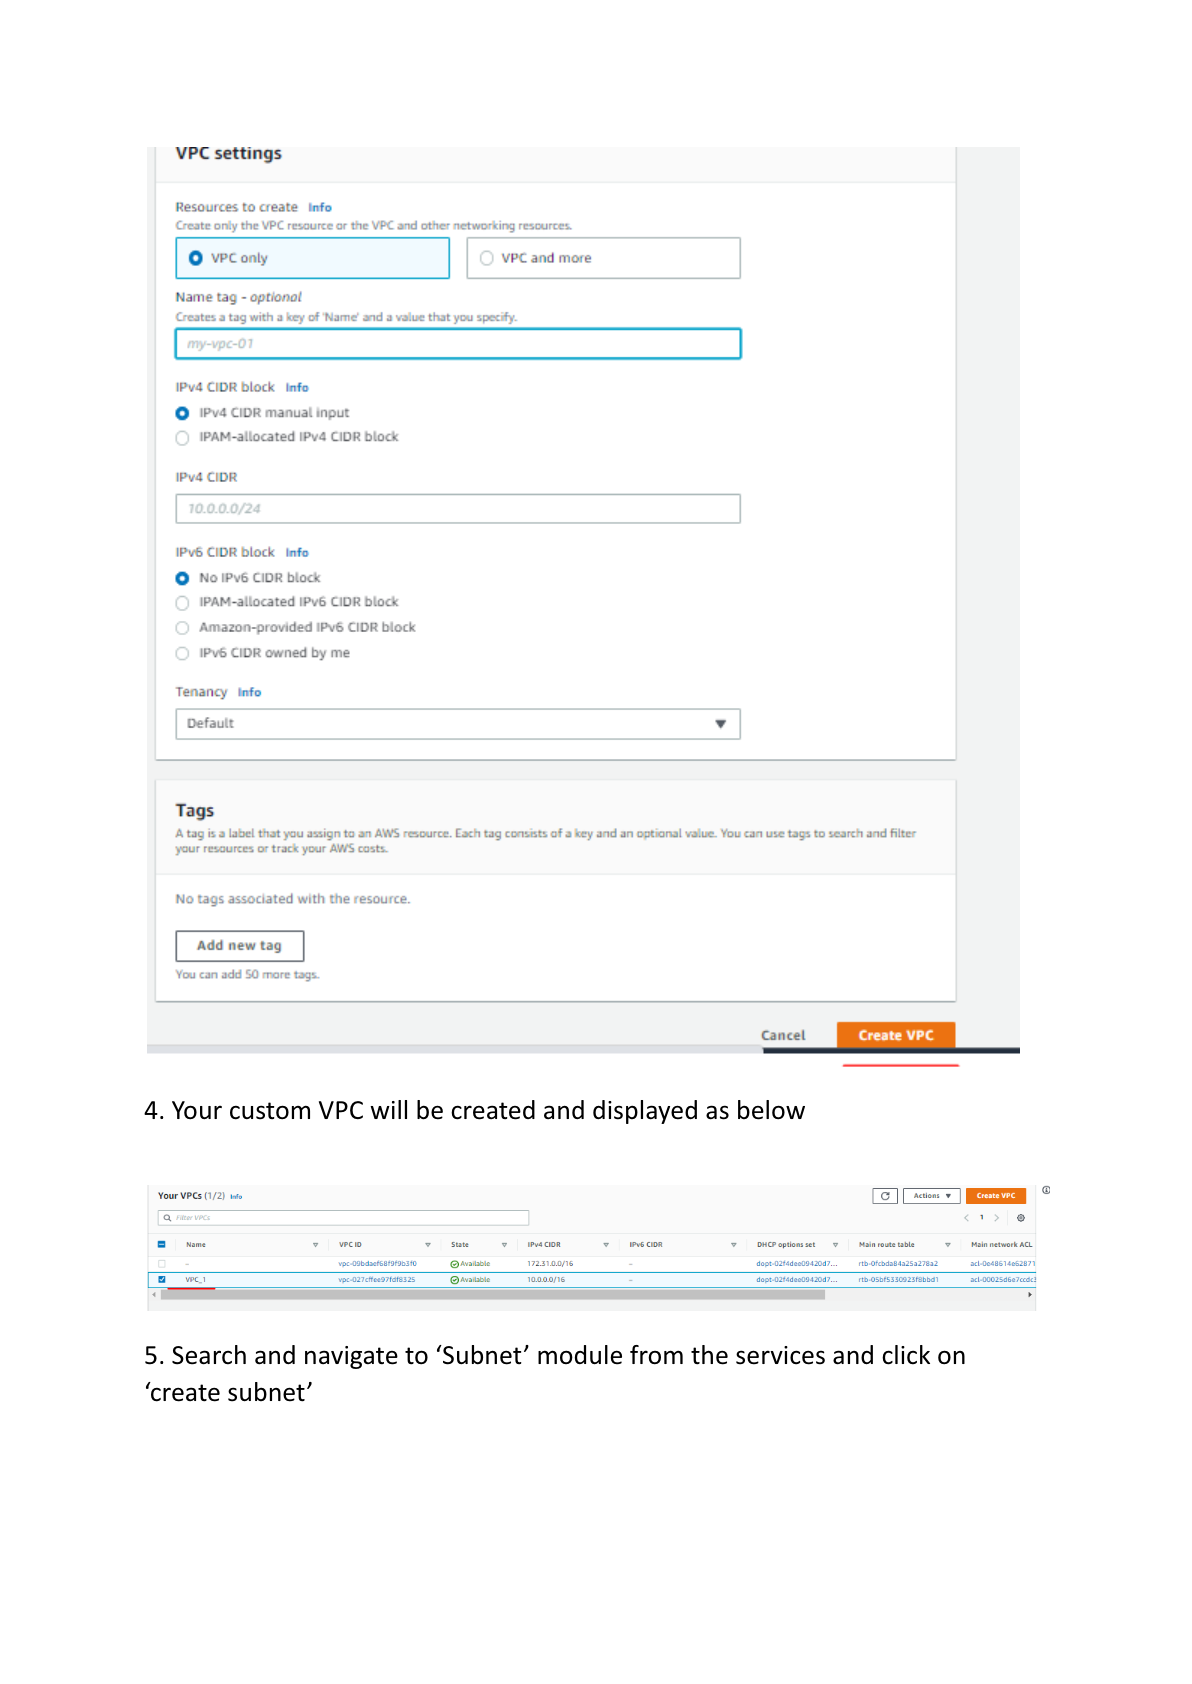 VPC settings
Resources to create Info
Create only the VPC resource or the VPC and other networking resources.
VPC only
VPC and more
Name tag - optional
Creates a tag with a key of 'Name' and a value that you specify.
my-vpc-01
IPv4 CIDR block Info
IPv4 CIDR manual input
IPAM-allocated IPv4 CIDR block
IPv4 CIDR
10.0.0.0/24
IPv6 CIDR block Info
No IPv6 CIDR block
IPAM-allocated IPv6 CIDR block
Amazon-provided IPv6 CIDR block
IPv6 CIDR owned by me
Tenancy Info
Default
Tags
A tag is a label that you assign to an AWS resource. Each tag consists of a key and an optional value. You can use tags to search and filter
your resources or track your AWS costs.
No tags associated with the resource.
Add new tag
You can add 50 more tags.
Cancel Create VPC
4. Your custom VPC will be created and displayed as below
Your VPCs (1/2) Info
Actions Create VPC
Filter VPCs
1
Name VPC ID State IPv4 CIDR IPv6 CIDR DHCP options set Main route table Main network ACL
– vpc-09bdaef68f9f9b3f0 Available 172.31.0.0/16 – dopt-02f4dee09420d7... rtb-0fcbda84a25a278a2 acl-0e48614e62871
VPC_1 vpc-027cffee97fdf8325 Available 10.0.0.0/16 – dopt-02f4dee09420d7... rtb-05bf5330923f8bbd1 acl-00025d6e7ccdc3
5. Search and navigate to ‘Subnet’ module from the services and click on
‘create subnet’